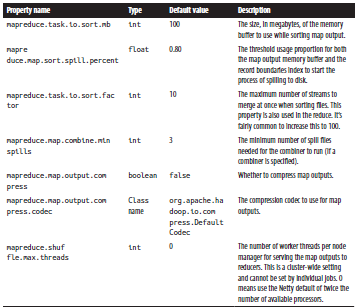 Property name Type Default value Description
mapreduce.task.io.sort.mb int 100 The size, in megabytes, of the memory
buffer to use while sorting map output.
mapre float 0.80 The threshold usage proportion for both
duce.map.sort.spill.percent the map output memory buffer and the
record boundaries index to start the
process of spilling to disk.
mapreduce.task.io.sort.fac int 10 The maximum number of streams to
tor merge at once when sorting files. This
property is also used in the reduce. It's
fairly common to increase this to 100.
mapreduce.map.combine.min int 3 The minimum number of spill files
spills needed for the combiner to run (if a
combiner is specified).
mapreduce.map.output.com boolean false Whether to compress map outputs.
press
mapreduce.map.output.com Class org.apache.ha The compression codec to use for map
press.codec name doop.io.com outputs.
press.Default
Codec
mapreduce.shuf int 0 The number of worker threads per node
fle.max.threads manager for serving the map outputs to
reducers. This is a cluster-wide setting
and cannot be set by individual jobs. 0
means use the Netty default of twice the
number of available processors.